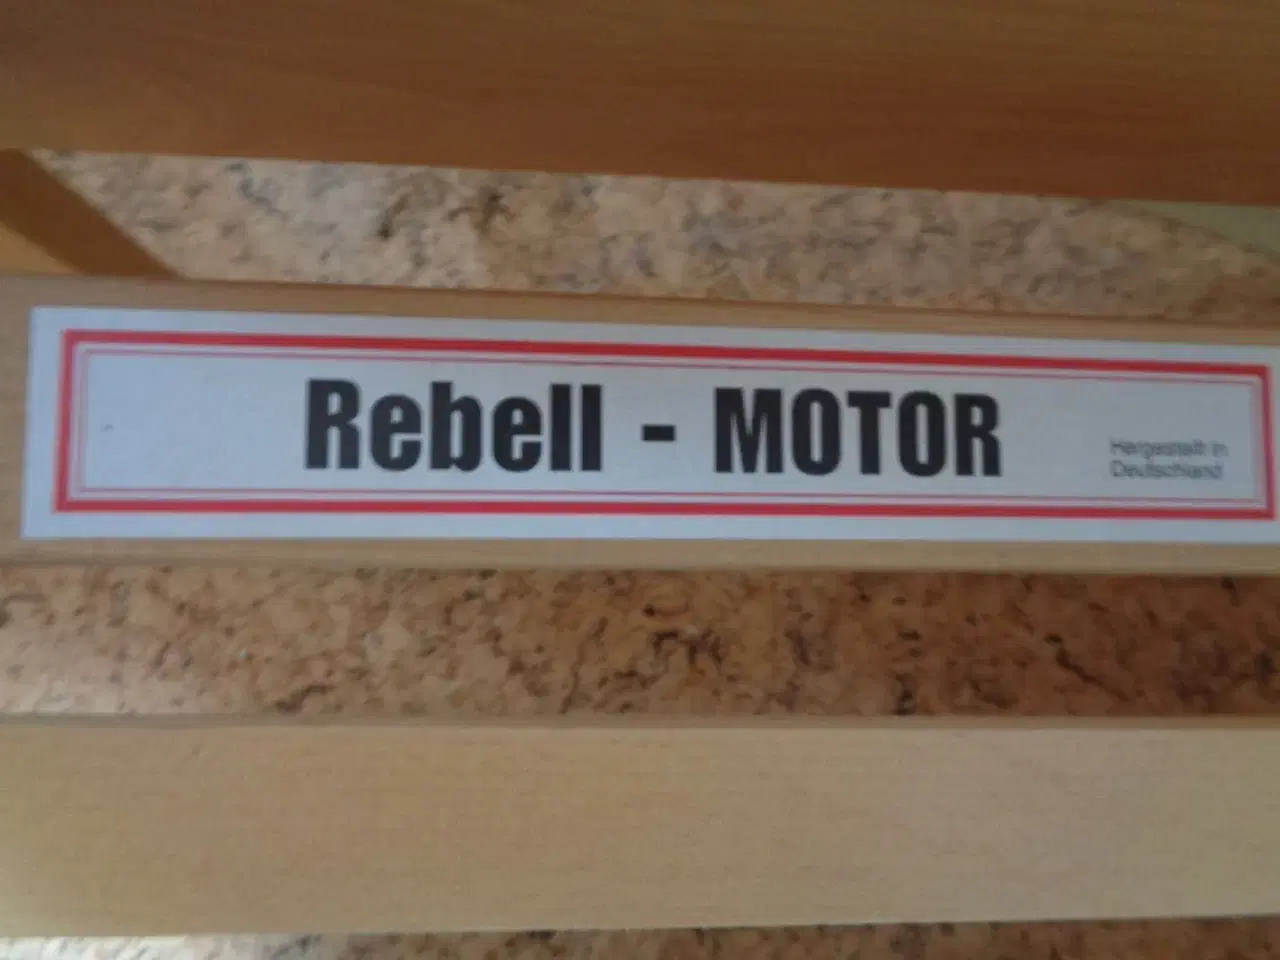 Rebell - MOTOR
Hergestellt in
Deutschland